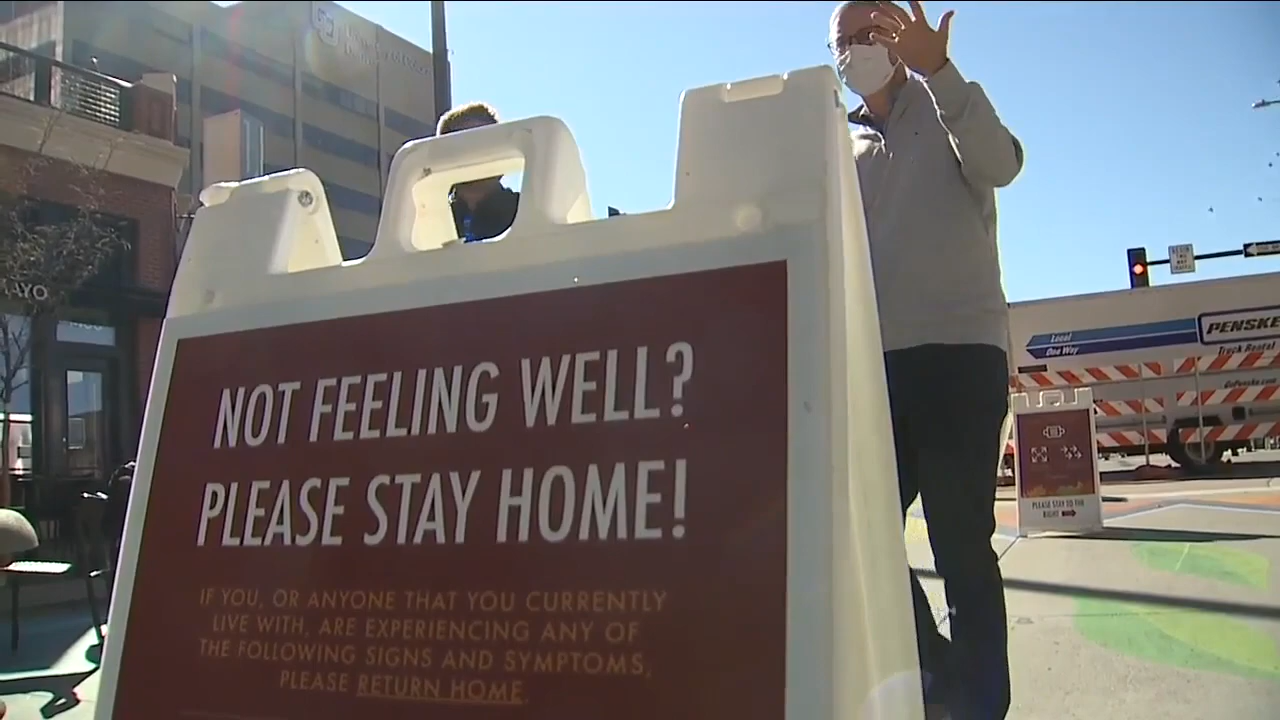 NOT FEELING WELL?
PLEASE STAY HOME!
IF YOU, OR ANYONE THAT YOU CURRENTLY
LIVE WITH, ARE EXPERIENCING ANY OF
THE FOLLOWING SIGNS AND SYMPTOMS,
PLEASE RETURN HOME.
Local
One Way
PENSKE
Truck Rental
GoPenske.com
PLEASE STAY TO THE
RIGHT